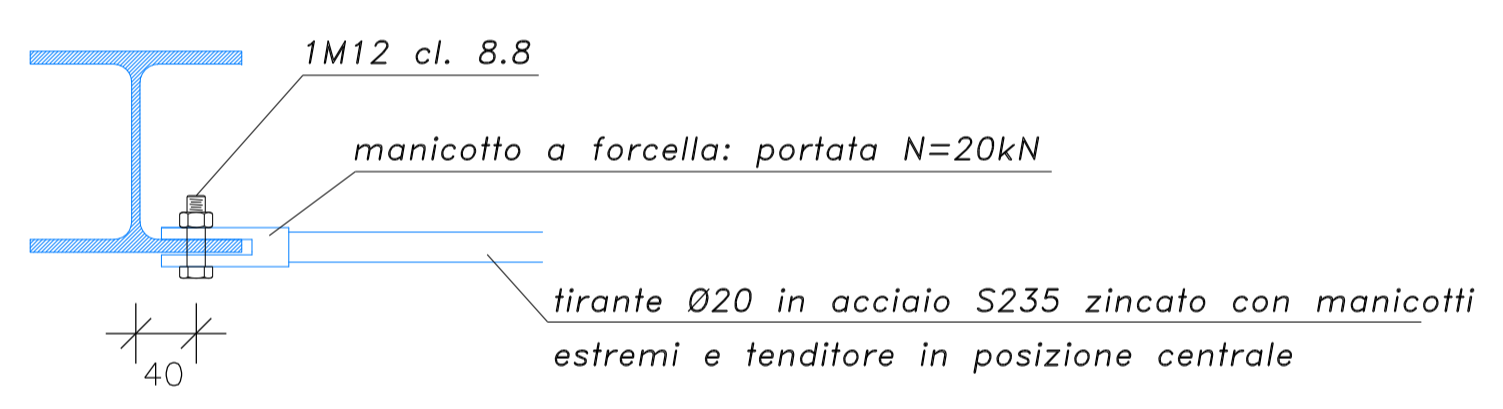 1M12 cl. 8.8
manicotto a forcella: portata N=20kN
tirante Ø20 in acciaio S235 zincato con manicotti
estremi e tenditore in posizione centrale
40